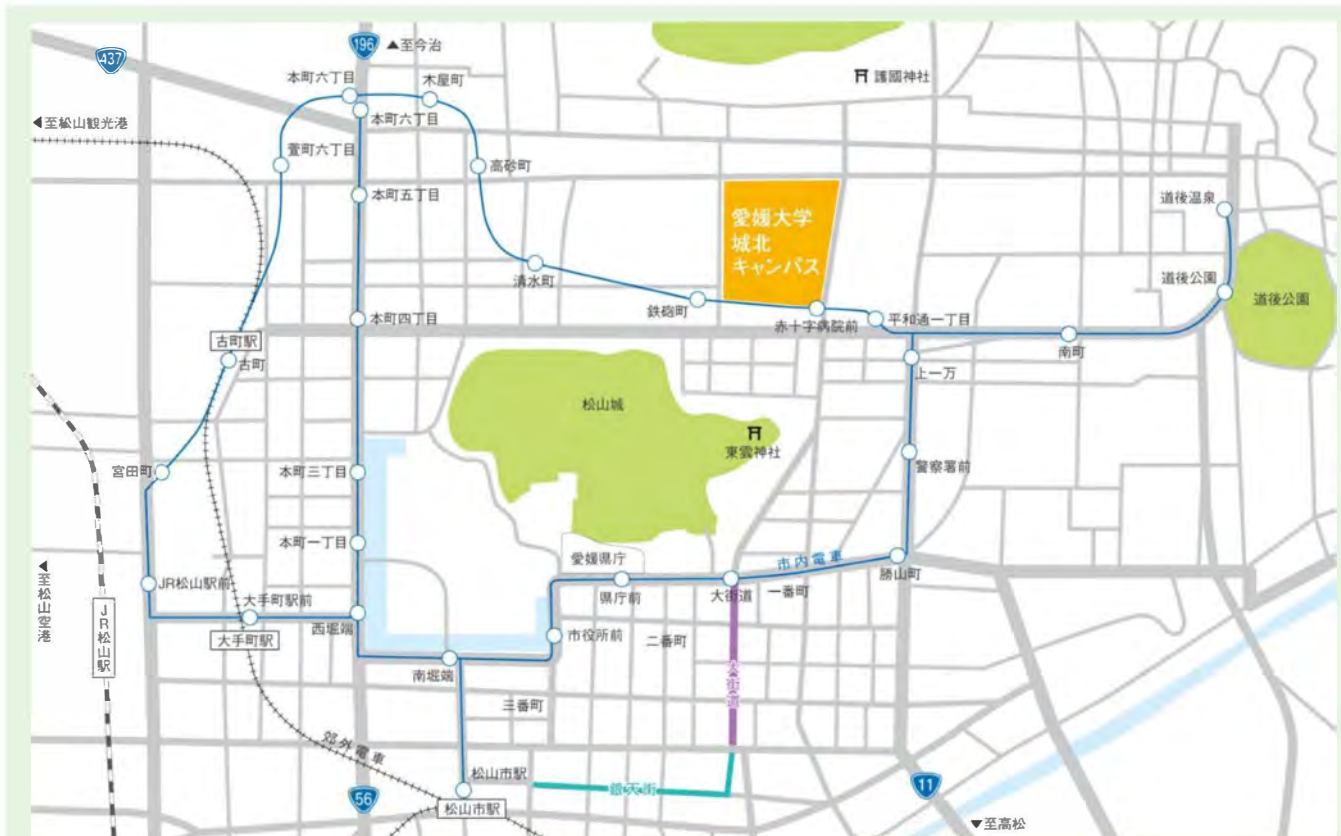 437
196
▲至今治
本町六丁目
木屋町
本町六丁目
护國神社
◀至松山観光港
萱町六丁目
高砂町
本町五丁目
愛媛大学
城北
キャンパス
道後温泉
清水町
道後公園
道後公園
鉄砲町
本町四丁目
赤十字病院前
平和通一丁目
南町
古町駅
古町
上一万
松山城
東雲神社
警察署前
宮田町
本町三丁目
本町一丁目
愛媛県庁
市内電車
勝山町
◀至松山空港
JR松山駅
JR松山駅前
大手町駅前
大手町駅
西堀端
県庁前
大街道
一番町
市役所前
二番町
南堀端
大街道
三番町
郊外電車
松山市駅
松山市駅
銀天街
56
11
▼至高松